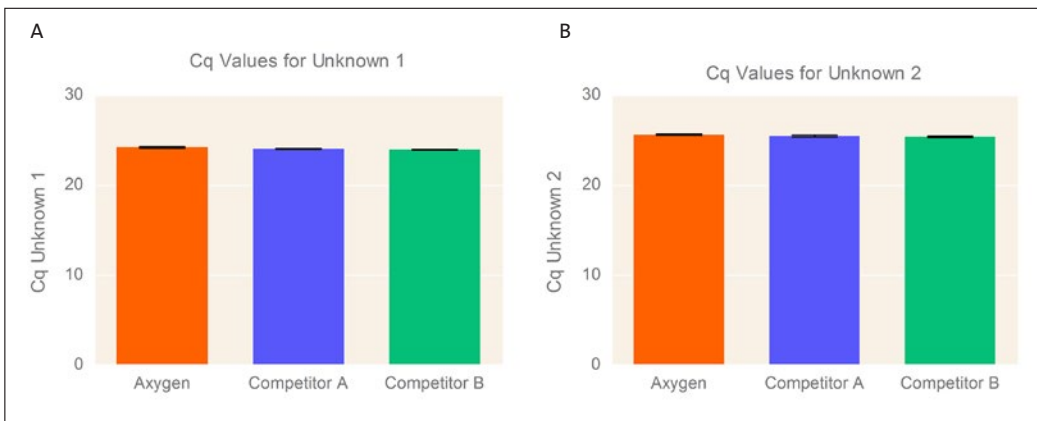 A
Cq Values for Unknown 1
30
20
10
0
Cq Unknown 1
Axygen Competitor A Competitor B
B
Cq Values for Unknown 2
30
20
10
0
Cq Unknown 2
Axygen Competitor A Competitor B